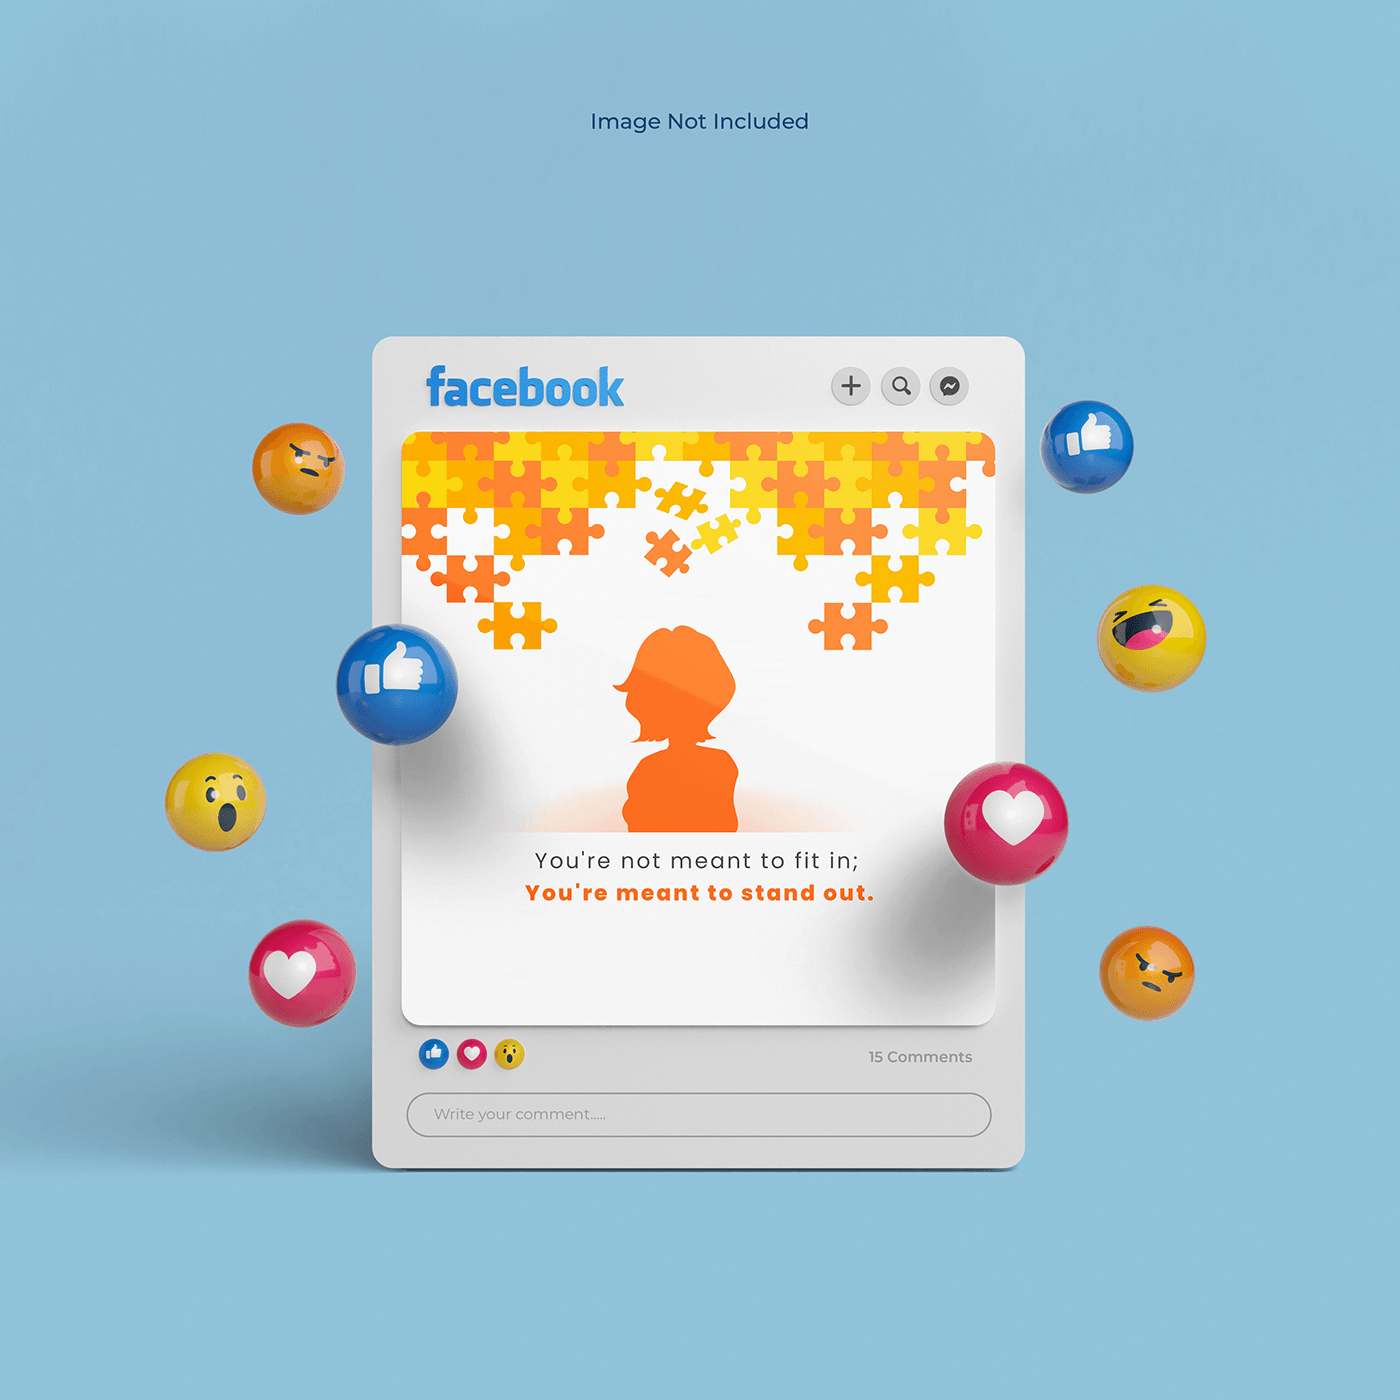 Image Not Included
facebook
You're not meant to fit in;
You're meant to stand out.
15 Comments
Write your comment.....